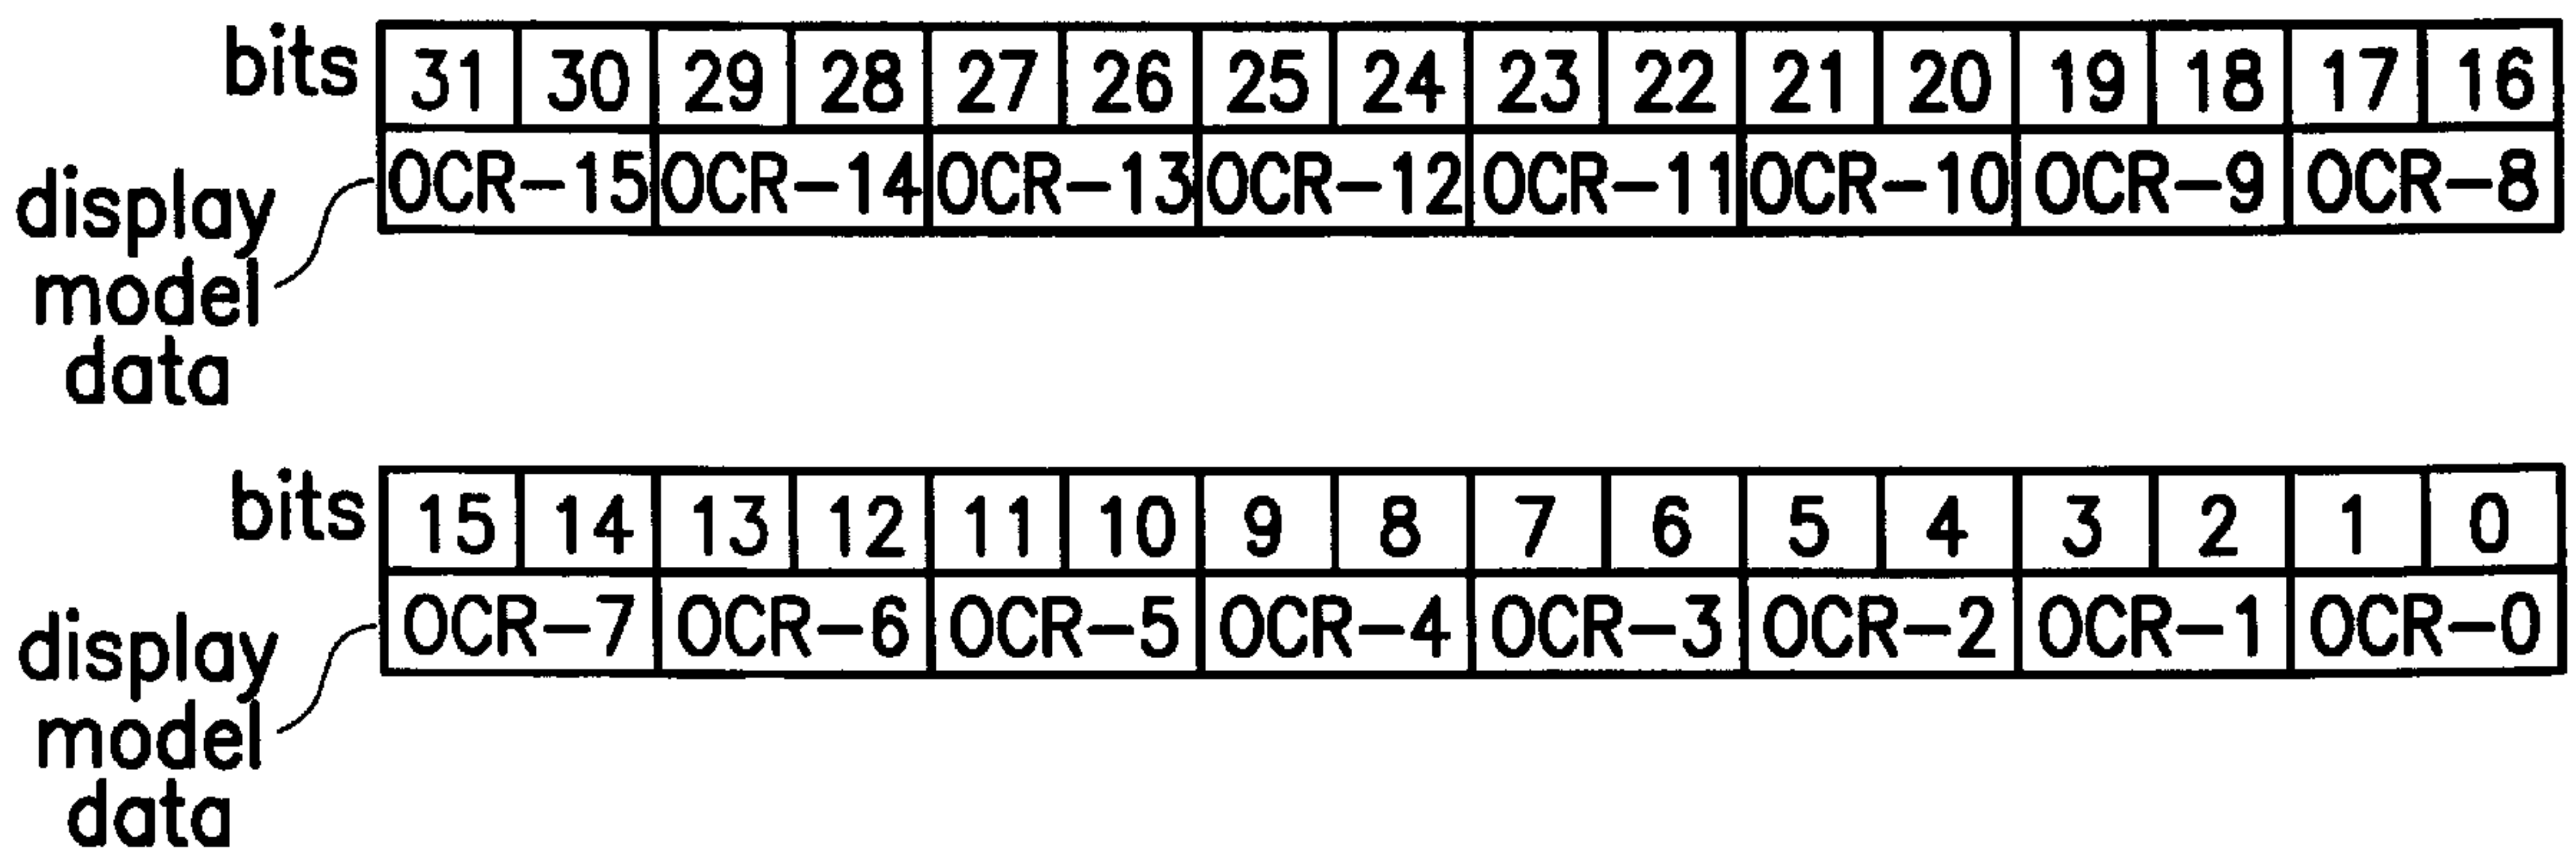 bits 31 30 29 28 27 26 25 24 23 22 21 20 19 18 17 16
display model data OCR-15 OCR-14 OCR-13 OCR-12 OCR-11 OCR-10 OCR-9 OCR-8
bits 15 14 13 12 11 10 9 8 7 6 5 4 3 2 1 0
display model data OCR-7 OCR-6 OCR-5 OCR-4 OCR-3 OCR-2 OCR-1 OCR-0